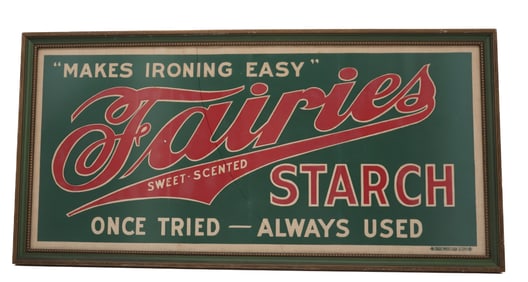 "MAKES IRONING EASY"
Fairies
SWEET-SCENTED
STARCH
ONCE TRIED — ALWAYS USED